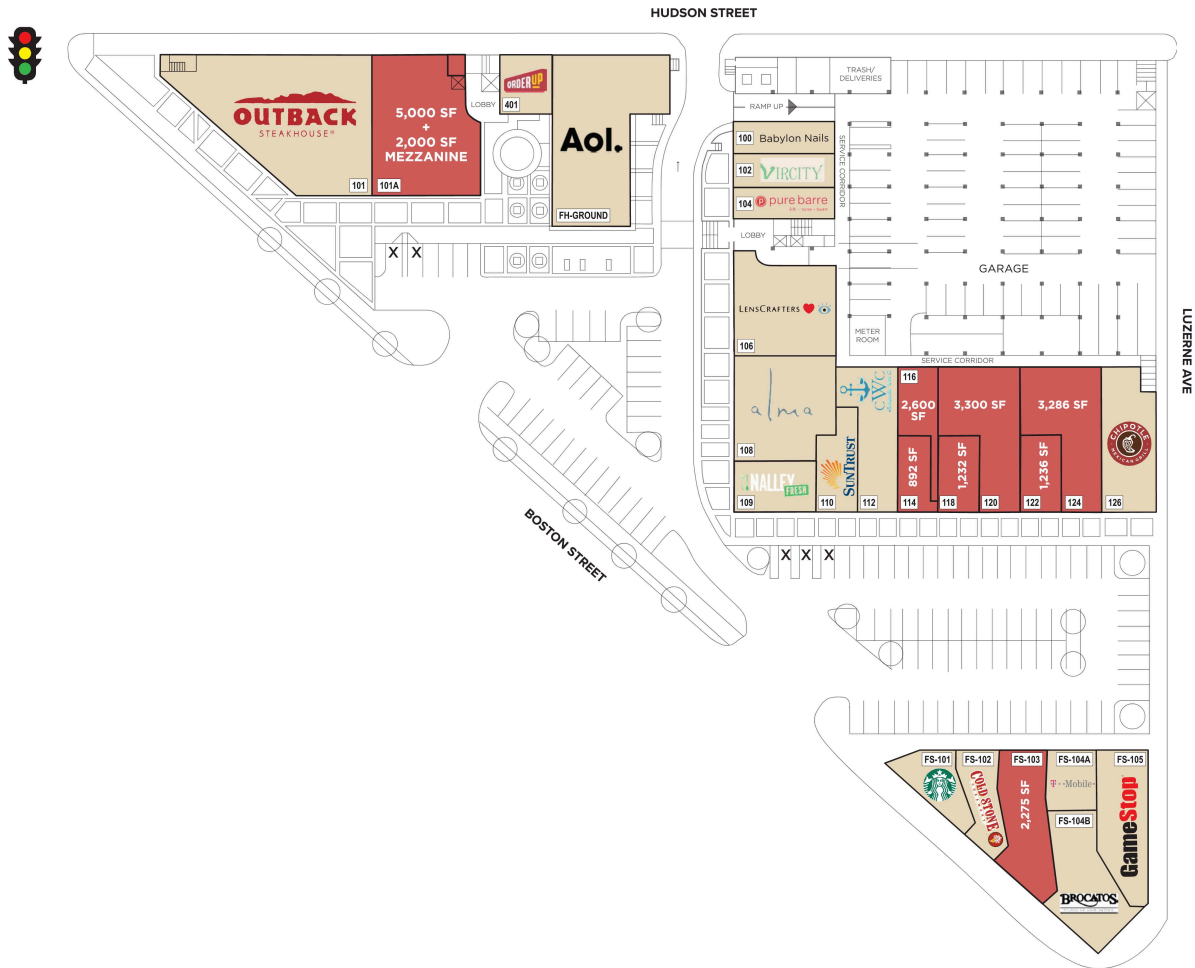 HUDSON STREET
OUTBACK
STEAKHOUSE®
101
5,000 SF
+
2,000 SF
MEZZANINE
101A
LOBBY
ORDERUP
401
Aol.
FH-GROUND
TRASH/
DELIVERIES
RAMP UP
100 Babylon Nails
102 VIRCITY
104 pure barre
SERVICE CORRIDOR
LOBBY
GARAGE
LENSCRAFTERS
106
METER
ROOM
SERVICE CORRIDOR
LUZERNE AVE
alma
108
CWC
NALLEY
FRESH
109
SUNTRUST
110
112
116
2,600
SF
892 SF
114
3,300 SF
1,232 SF
118
120
3,286 SF
1,236 SF
122
124
CHIPOTLE
MEXICAN GRILL
126
X X
X X X
BOSTON STREET
FS-101
FS-102
COLD STONE
FS-103
2,275 SF
FS-104A
T··Mobile·
FS-104B
BROCATOS
FS-105
GameStop